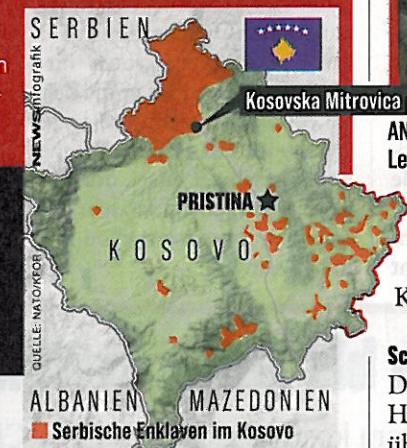 SERBIEN
NEWS Infografik
Kosovska Mitrovica
AN
Le
PRISTINA
KOSOVO
QUELLE: NATO/KFOR
K
ALBANIEN
MAZEDONIEN
Serbische Enklaven im Kosovo
Sc
D
H
üb
n